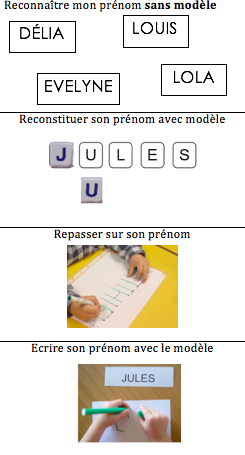 Reconnaître mon prénom sans modèle
DÉLIA LOUIS
EVELYNE LOLA
Reconstituer son prénom avec modèle
J U L E S
U
Repasser sur son prénom
Ecrire son prénom avec le modèle
JULES